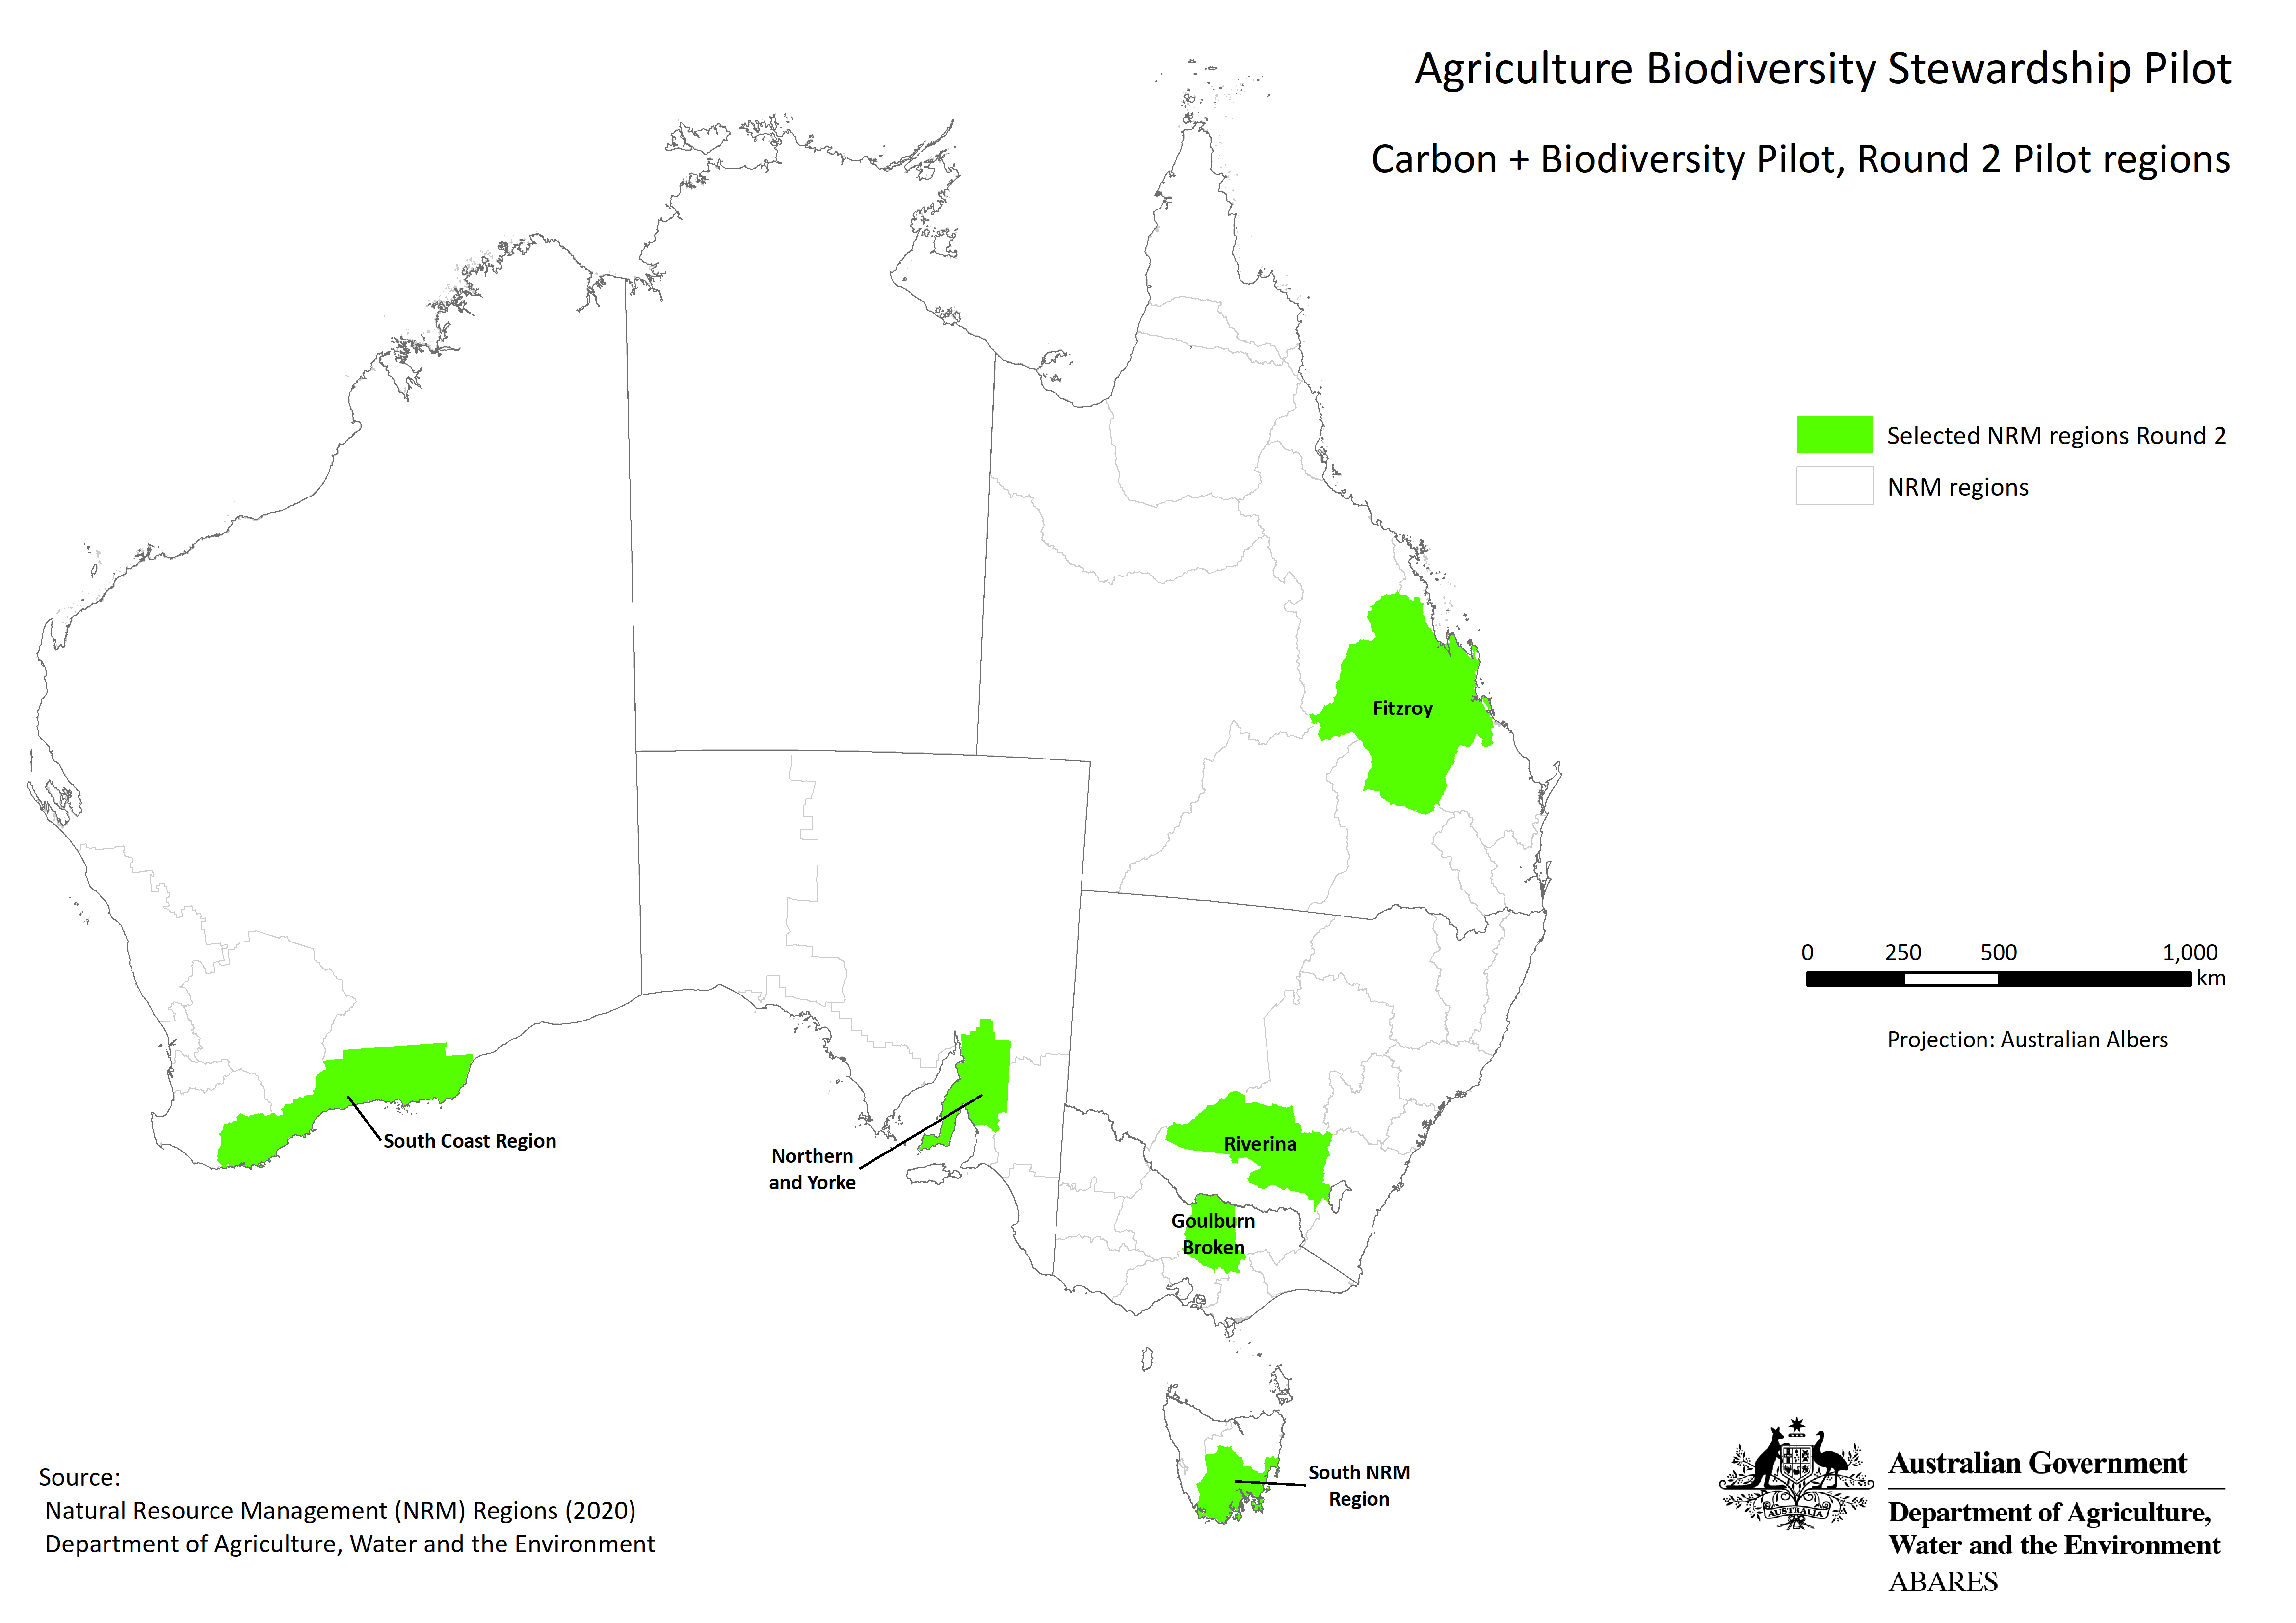 Agriculture Biodiversity Stewardship Pilot
Carbon + Biodiversity Pilot, Round 2 Pilot regions
Selected NRM regions Round 2
NRM regions
Fitzroy
0 250 500 1,000
km
Projection: Australian Albers
South Coast Region
Northern
and Yorke
Riverina
Goulburn
Broken
South NRM
Region
Source:
Natural Resource Management (NRM) Regions (2020)
Department of Agriculture, Water and the Environment
AUSTRALIA
Australian Government
Department of Agriculture,
Water and the Environment
ABARES